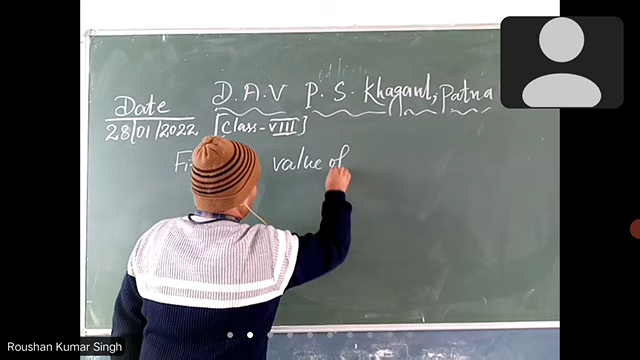 D. A. V P. S. Khagaul, Patna
Date
28/01/2022 [Class-VIII]
value of
Roushan Kumar Singh